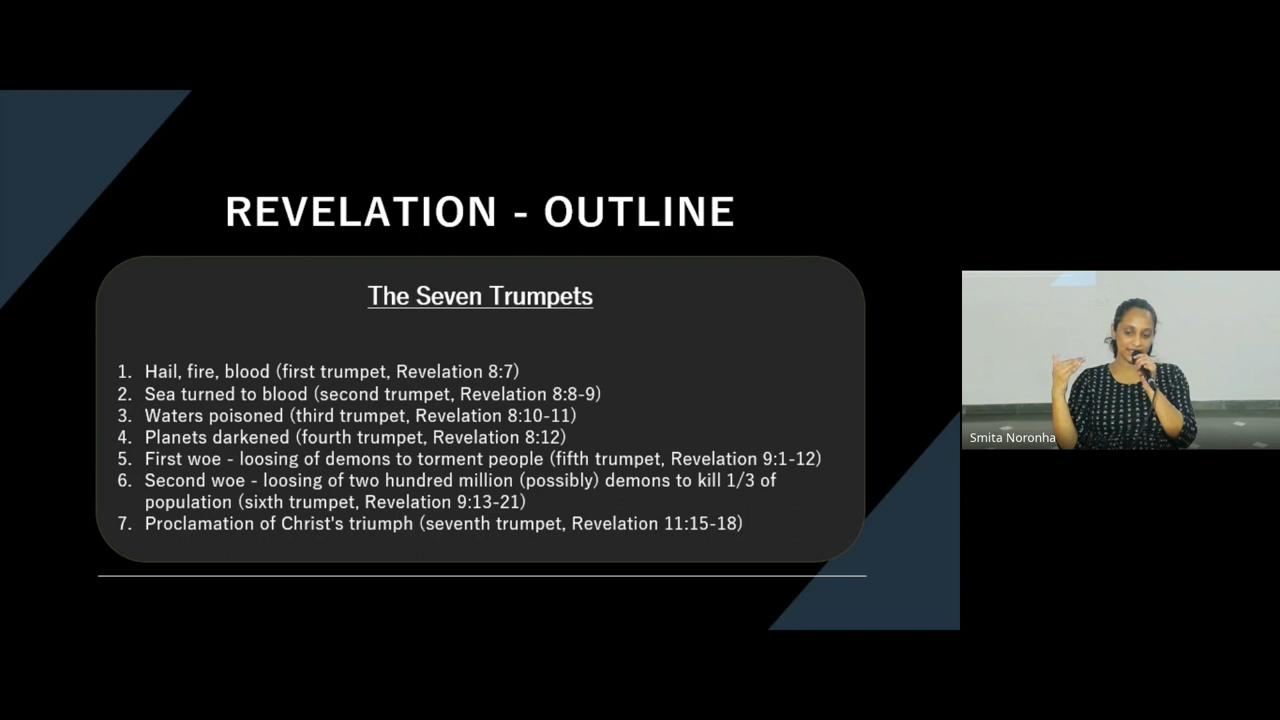 REVELATION - OUTLINE
The Seven Trumpets
1. Hail, fire, blood (first trumpet, Revelation 8:7)
2. Sea turned to blood (second trumpet, Revelation 8:8-9)
3. Waters poisoned (third trumpet, Revelation 8:10-11)
4. Planets darkened (fourth trumpet, Revelation 8:12)
5. First woe - loosing of demons to torment people (fifth trumpet, Revelation 9:1-12)
6. Second woe - loosing of two hundred million (possibly) demons to kill 1/3 of
population (sixth trumpet, Revelation 9:13-21)
7. Proclamation of Christ's triumph (seventh trumpet, Revelation 11:15-18)
Smita Noronha